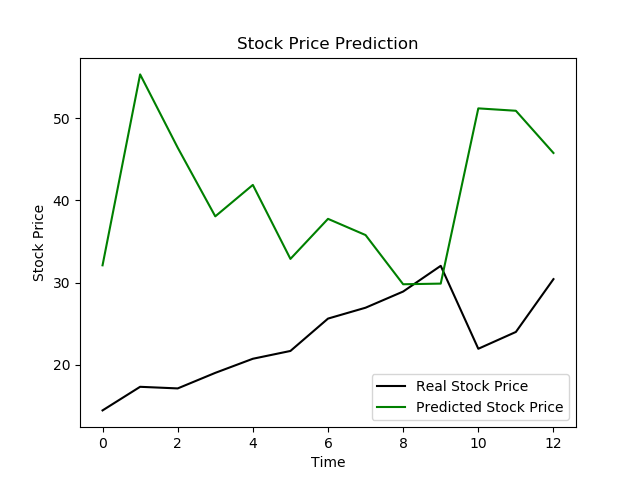 Stock Price Prediction
50
40
30
20
Stock Price
0 2 4 6 8 10 12
Time
Real Stock Price
Predicted Stock Price